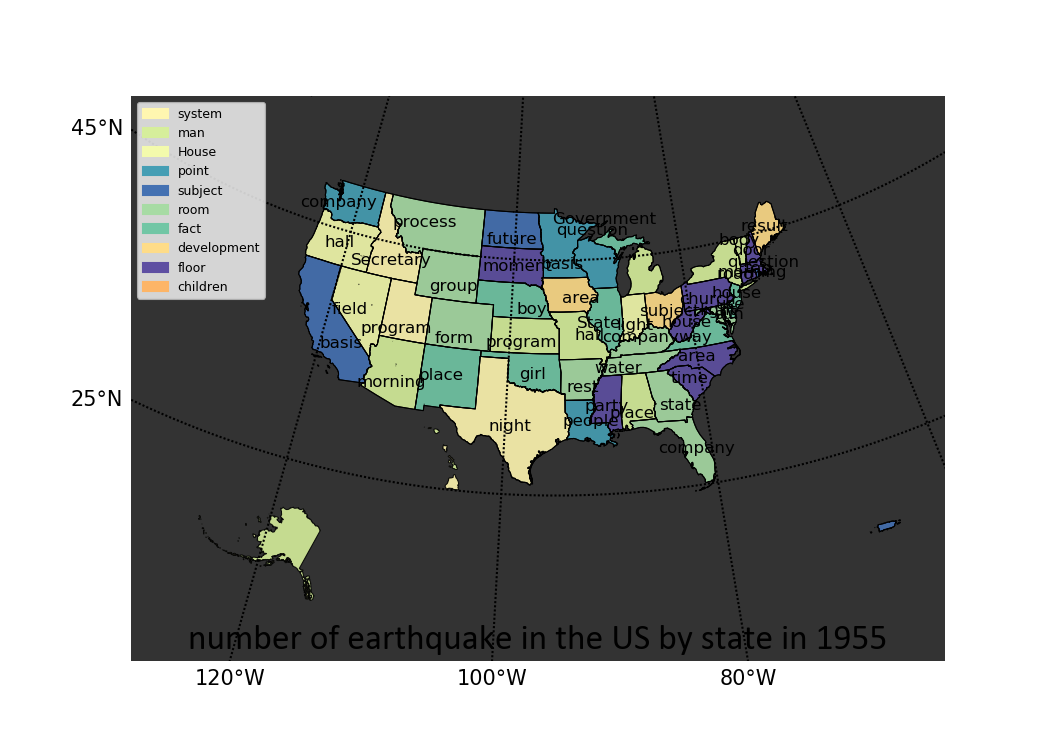 45°N
25°N
system
man
House
point
subject
room
fact
development
floor
children
company
process
Government
question
result
hall
future
body
door
Secretary
moment
basis
question
morning
group
area
house
church
field
boy
State
light
subject
house
program
form
program
hall
company
way
basis
area
morning
place
girl
water
time
rest
party
place
state
night
people
company
number of earthquake in the US by state in 1955
120°W
100°W
80°W